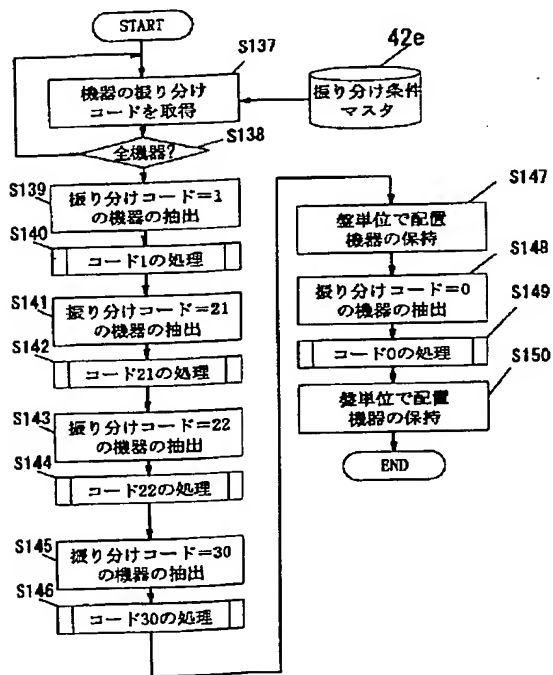 START
S137
42e
機器の振り分け
コードを取得
振り分け条件
マスタ
S138
全機器?
S139
振り分けコード=1
の機器の抽出
S140
コード1の処理
S141
振り分けコード=21
の機器の抽出
S142
コード21の処理
S143
振り分けコード=22
の機器の抽出
S144
コード22の処理
S145
振り分けコード=30
の機器の抽出
S146
コード30の処理
S147
盤単位で配置
機器の保持
S148
振り分けコード=0
の機器の抽出
S149
コード0の処理
S150
盤単位で配置
機器の保持
END